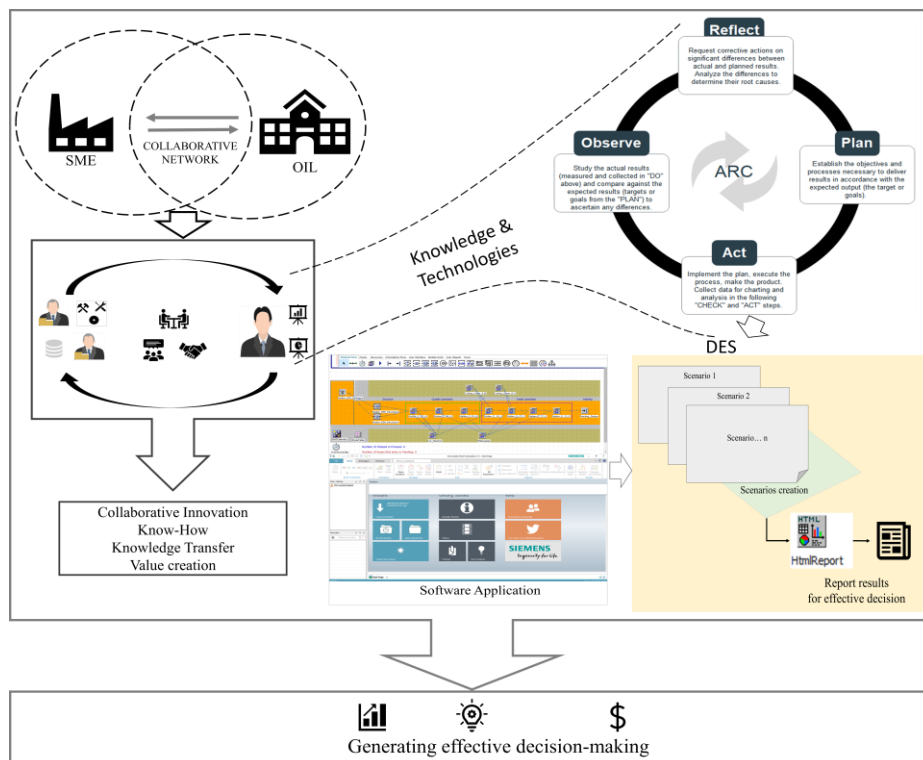 SME
COLLABORATIVE
NETWORK
OIL
Knowledge &
Technologies
Reflect
Request corrective actions on
significant differences between
actual and planned results.
Analyze the differences to
determine their root causes.
Observe
Study the actual results
(measured and collected in "DO"
above) and compare against the
expected results (targets or
goals from the "PLAN") to
ascertain any differences.
ARC
Plan
Establish the objectives and
processes necessary to deliver
results in accordance with the
expected output (the target or
goals).
Act
Implement the plan, execute the
process, make the product.
Collect data for charting and
analysis in the following
"CHECK" and "ACT" steps.
DES
Scenario 1
Scenario 2
Scenario... n
Scenarios creation
HTML
HtmlReport
Report results
for effective decision
SIEMENS
Software Application
Collaborative Innovation
Know-How
Knowledge Transfer
Value creation
$
Generating effective decision-making